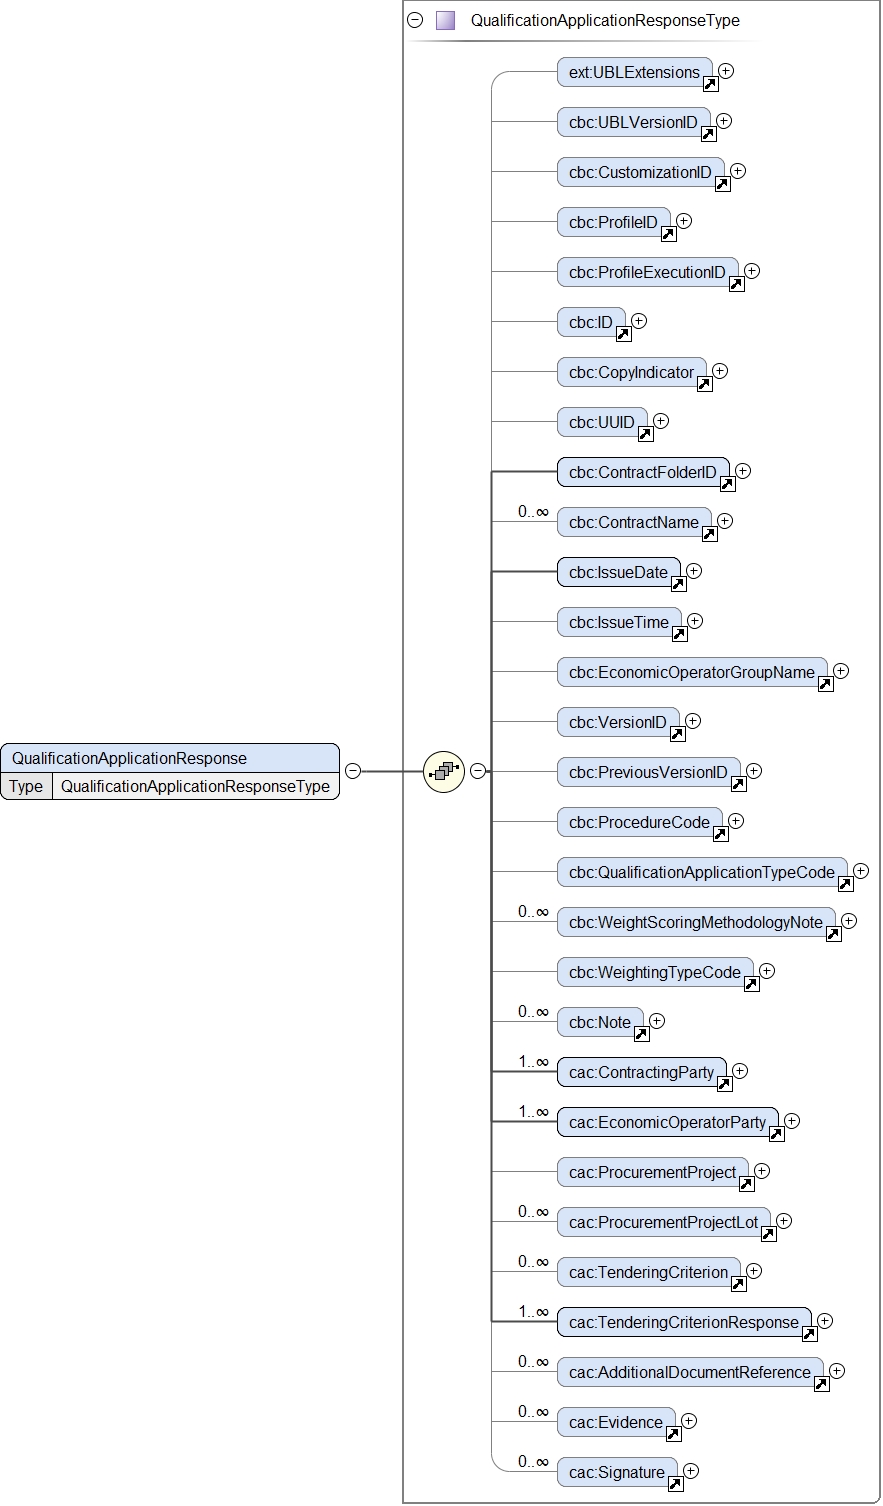 QualificationApplicationResponseType
ext:UBLExtensions
cbc:UBLVersionID
cbc:CustomizationID
cbc:ProfileID
cbc:ProfileExecutionID
cbc:ID
cbc:CopyIndicator
cbc:UUID
cbc:ContractFolderID
0..∞
cbc:ContractName
cbc:IssueDate
cbc:IssueTime
cbc:EconomicOperatorGroupName
cbc:VersionID
QualificationApplicationResponse
Type QualificationApplicationResponseType
cbc:PreviousVersionID
cbc:ProcedureCode
cbc:QualificationApplicationTypeCode
0..∞
cbc:WeightScoringMethodologyNote
cbc:WeightingTypeCode
0..∞
cbc:Note
1..∞
cac:ContractingParty
1..∞
cac:EconomicOperatorParty
cac:ProcurementProject
0..∞
cac:ProcurementProjectLot
0..∞
cac:TenderingCriterion
1..∞
cac:TenderingCriterionResponse
0..∞
cac:AdditionalDocumentReference
0..∞
cac:Evidence
0..∞
cac:Signature